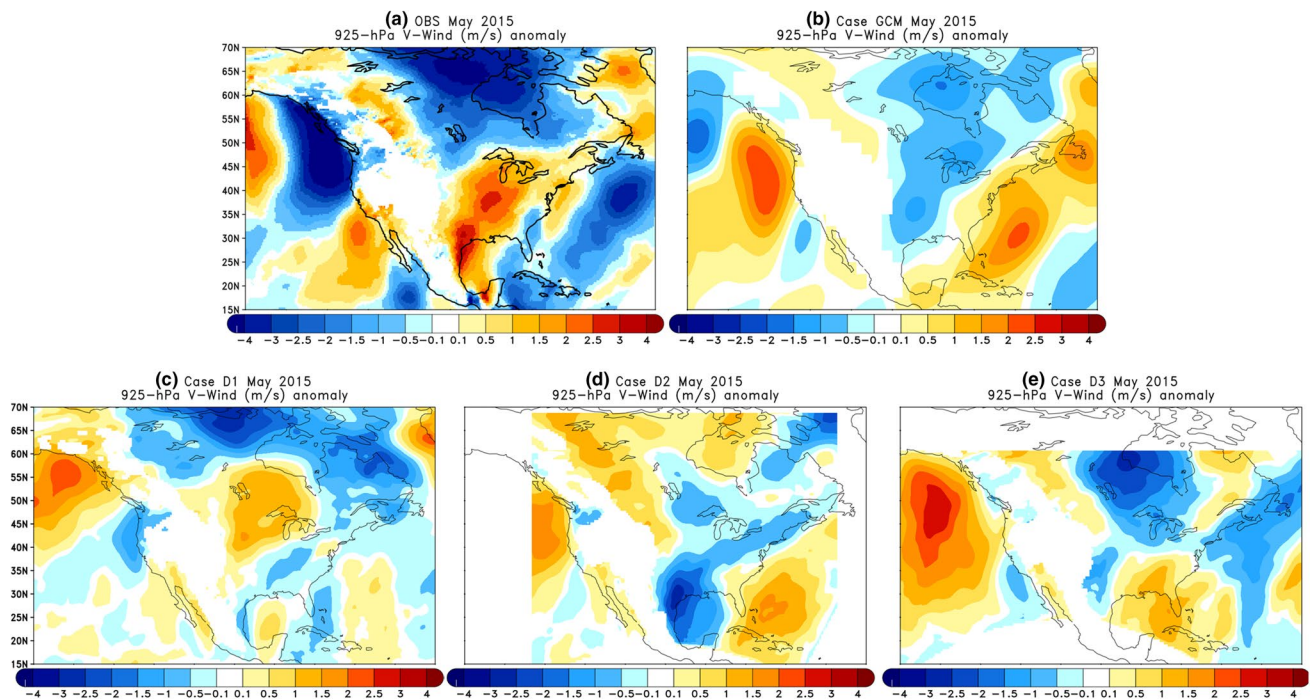 (a) OBS May 2015
925-hPa V-Wind (m/s) anomaly
70N
65N
60N
55N
50N
45N
40N
35N
30N
25N
20N
15N
-4 -3 -2.5 -2 -1.5 -1 -0.5-0.1 0.1 0.5 1 1.5 2 2.5 3 4
(b) Case GCM May 2015
925-hPa V-Wind (m/s) anomaly
-4 -3 -2.5 -2 -1.5 -1 -0.5-0.1 0.1 0.5 1 1.5 2 2.5 3 4
(c) Case D1 May 2015
925-hPa V-Wind (m/s) anomaly
70N
65N
60N
55N
50N
45N
40N
35N
30N
25N
20N
15N
-4 -3 -2.5 -2 -1.5 -1 -0.5-0.1 0.1 0.5 1 1.5 2 2.5 3 4
(d) Case D2 May 2015
925-hPa V-Wind (m/s) anomaly
-4 -3 -2.5 -2 -1.5 -1 -0.5-0.1 0.1 0.5 1 1.5 2 2.5 3 4
(e) Case D3 May 2015
925-hPa V-Wind (m/s) anomaly
-4 -3 -2.5 -2 -1.5 -1 -0.5-0.1 0.1 0.5 1 1.5 2 2.5 3 4